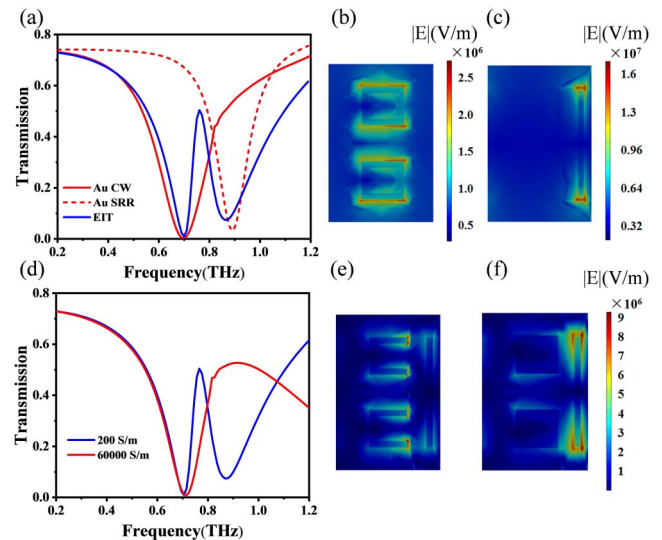 (a)
Transmission
0.8
0.6
0.4
0.2
0.0
Au CW
Au SRR
EIT
0.2 0.4 0.6 0.8 1.0 1.2
Frequency(THz)
(b)
|E|(V/m)
×10⁶
2.5
2.0
1.5
1.0
0.5
(c)
|E|(V/m)
×10⁷
1.6
1.2
0.96
0.64
0.32
(d)
Transmission
0.8
0.6
0.4
0.2
0.0
200 S/m
60000 S/m
0.2 0.4 0.6 0.8 1.0 1.2
Frequency(THz)
(e)
(f)
|E|(V/m)
×10⁶
9
8
7
6
5
4
3
2
1